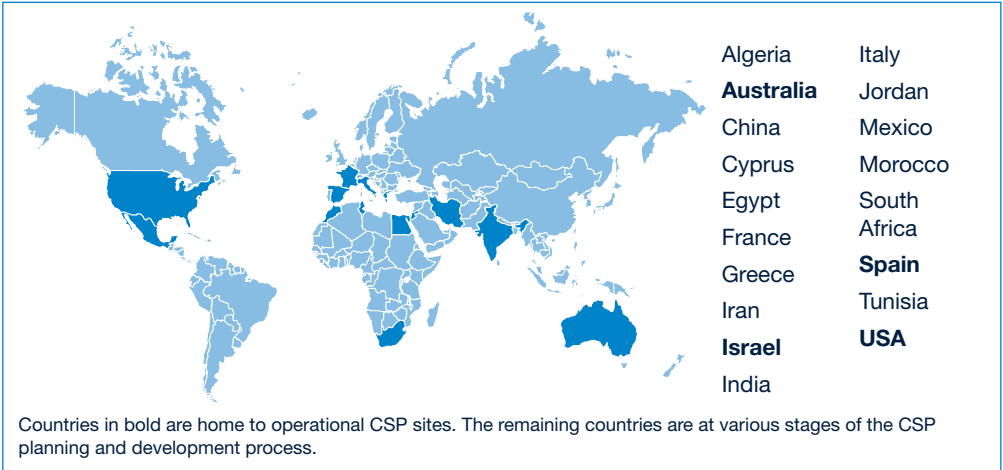 Algeria
Australia
China
Cyprus
Egypt
France
Greece
Iran
Israel
India
Italy
Jordan
Mexico
Morocco
South
Africa
Spain
Tunisia
USA
Countries in bold are home to operational CSP sites. The remaining countries are at various stages of the CSP
planning and development process.